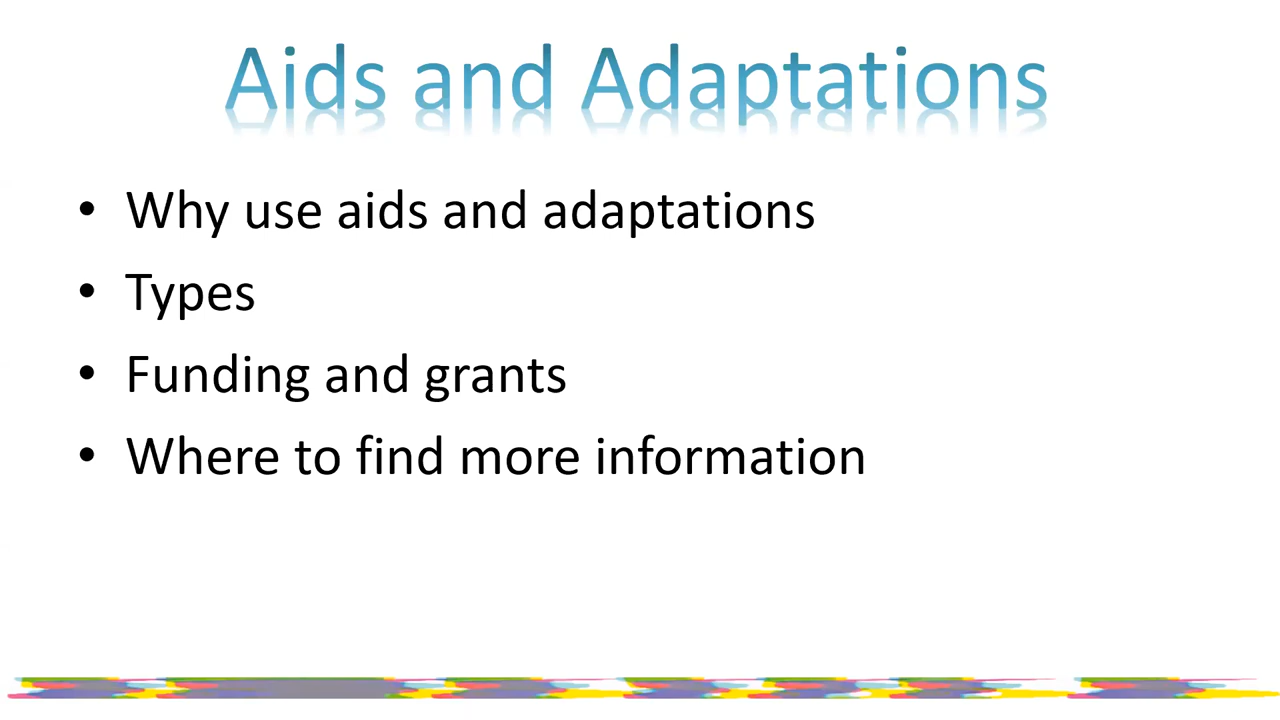 Aids and Adaptations
• Why use aids and adaptations
• Types
• Funding and grants
• Where to find more information